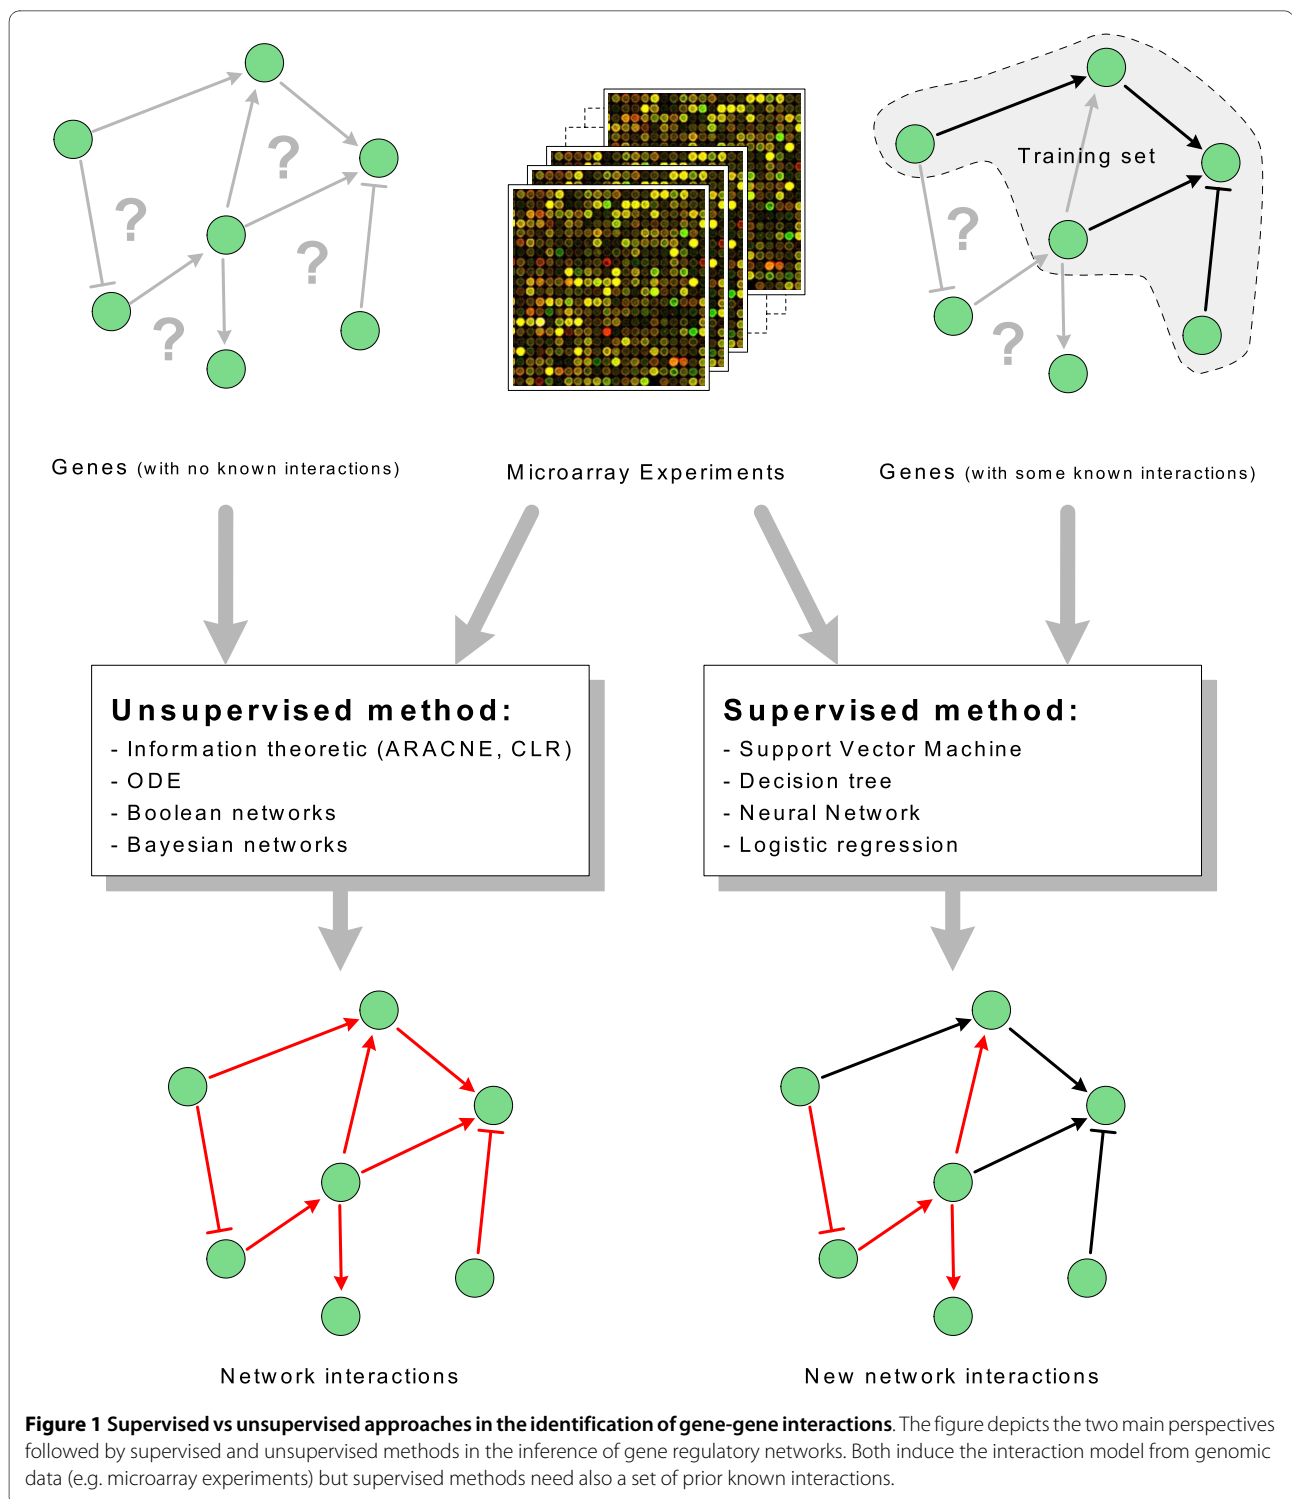 ?
?
?
?
Training set
?
?
Genes (with no known interactions)
Microarray Experiments
Genes (with some known interactions)
Unsupervised method:
- Information theoretic (ARACNE, CLR)
- ODE
- Boolean networks
- Bayesian networks
Supervised method:
- Support Vector Machine
- Decision tree
- Neural Network
- Logistic regression
Network interactions
New network interactions
Figure 1 Supervised vs unsupervised approaches in the identification of gene-gene interactions. The figure depicts the two main perspectives
followed by supervised and unsupervised methods in the inference of gene regulatory networks. Both induce the interaction model from genomic
data (e.g. microarray experiments) but supervised methods need also a set of prior known interactions.